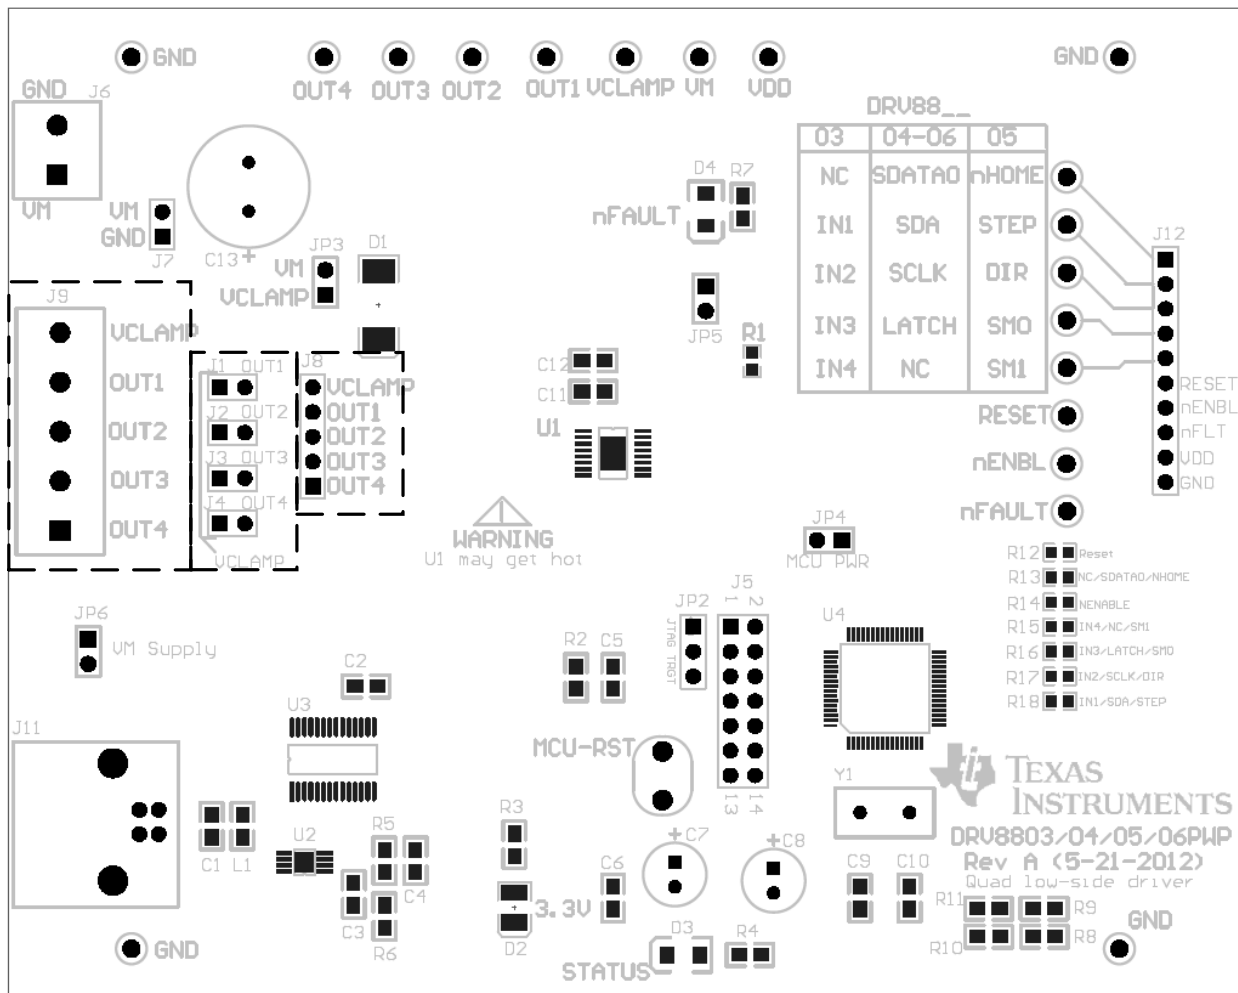 GND
OUT4 OUT3 OUT2 OUT1 VCLAMP VM VDD
GND
GND J6
VM
VM
GND
J7
C13 +
JP3
VM
VCLAMP
D1
DRV88__
03 04-06 05
NC SDATAO nHOME
IN1 SDA STEP
IN2 SCLK DIR
IN3 LATCH SM0
IN4 NC SM1
D4 R7
nFAULT
JP5
R1
J12
RESET
nENBL
nFLT
VDD
GND
RESET
nENBL
nFAULT
J9
VCLAMP
OUT1
OUT2
OUT3
OUT4
J1 OUT1
J2 OUT2
J3 OUT3
J4 OUT4
VCLAMP
J8
VCLAMP
OUT1
OUT2
OUT3
OUT4
C12
C11
U1
WARNING
U1 may get hot
JP4
MCU PWR
R12 Reset
R13 NC/SDATAO/NHOME
R14 NENABLE
R15 IN4/NC/SM1
R16 IN3/LATCH/SM0
R17 IN2/SCLK/DIR
R18 IN1/SDA/STEP
JP6
VM Supply
C2
U3
R2 C5
JP2
JTAG TRGT
J5
1 2
13 14
U4
MCU-RST
J11
C1 L1
U2
R5
C4
C3
R6
R3
D2
3.3V
C6
+ C7
+ C8
Y1
C9 C10
TEXAS
INSTRUMENTS
DRV8803/04/05/06PWP
Rev A (5-21-2012)
Quad low-side driver
R11 R9
R10 R8
GND
GND
STATUS
D3 R4